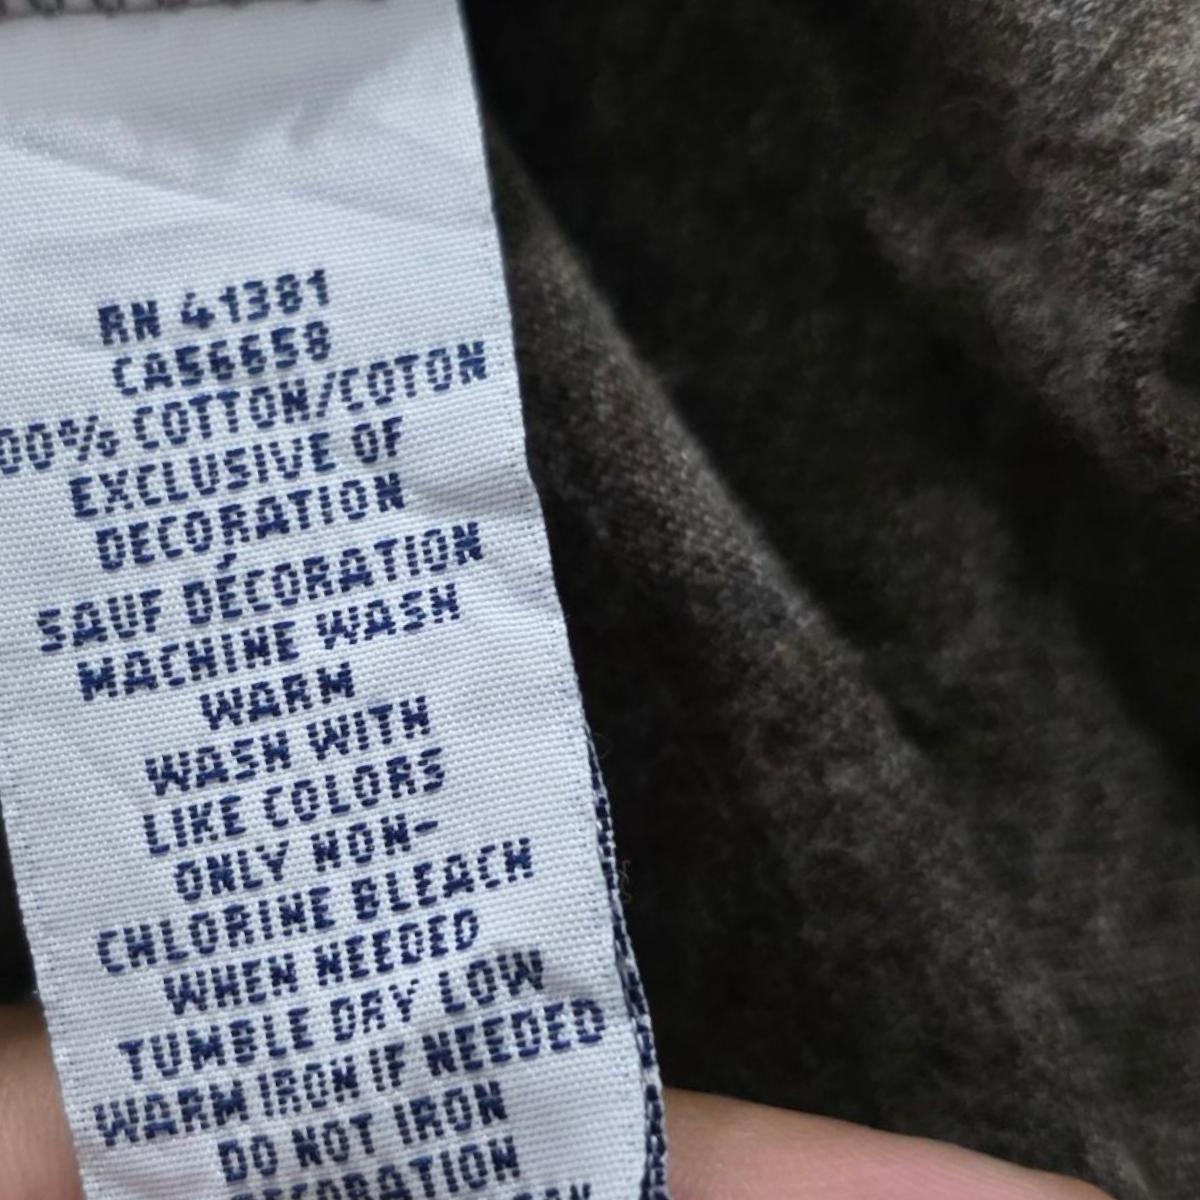 RN 41381
CA56658
00% COTTON/COTON
EXCLUSIVE OF
DECORATION
SAUF DÉCORATION
MACHINE WASH
WARM
WASH WITH
LIKE COLORS
ONLY NON-
CHLORINE BLEACH
WHEN NEEDED
TUMBLE DRY LOW
WARM IRON IF NEEDED
DO NOT IRON
DECORATION